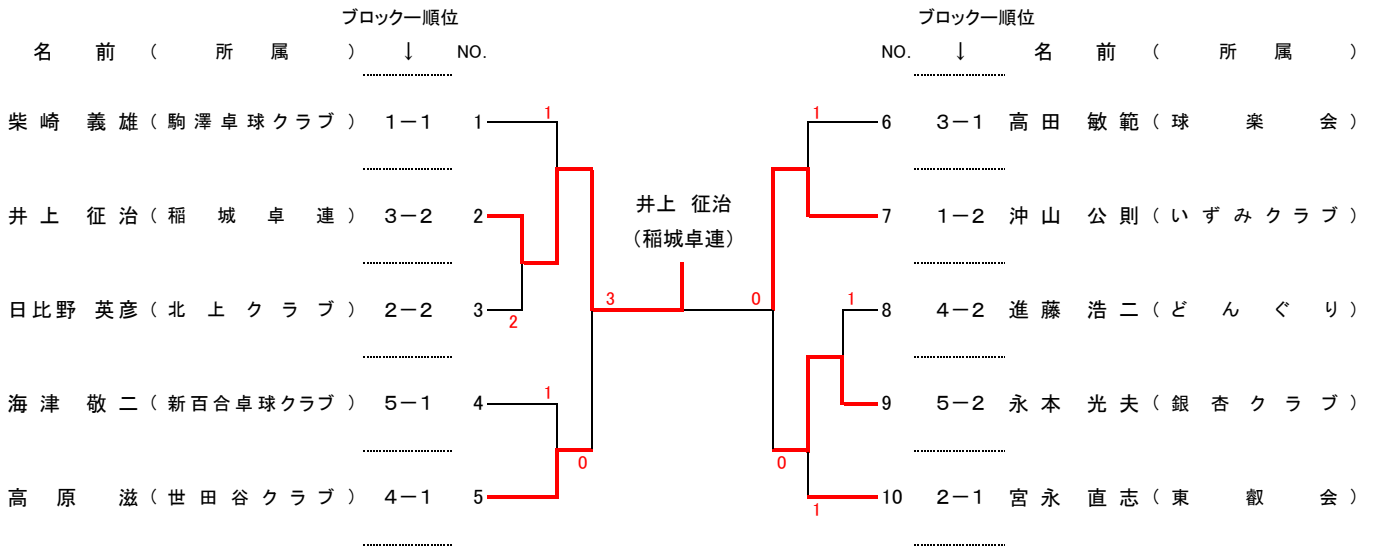 ブロックー順位 ブロックー順位
名 前 ( 所 属 ) ↓ NO. NO. ↓ 名 前 ( 所 属 )
1 1
柴崎 義雄 ( 駒澤卓球クラブ ) 1-1 1 6 3-1 高田 敏範 ( 球楽会 )
井上 征治
井上 征治 ( 稲城卓連 ) 3-2 2 7 1-2 沖山 公則 ( いずみクラブ )
(稲城卓連)
3 0 1
日比野 英彦 ( 北上クラブ ) 2-2 3 8 4-2 進藤 浩二 ( どんぐり )
2
1
海津 敬二 ( 新百合卓球クラブ ) 5-1 4 9 5-2 永本 光夫 ( 銀杏クラブ )
0 0
高原 滋 ( 世田谷クラブ ) 4-1 5 10 2-1 宮永 直志 ( 東叡会 )
1